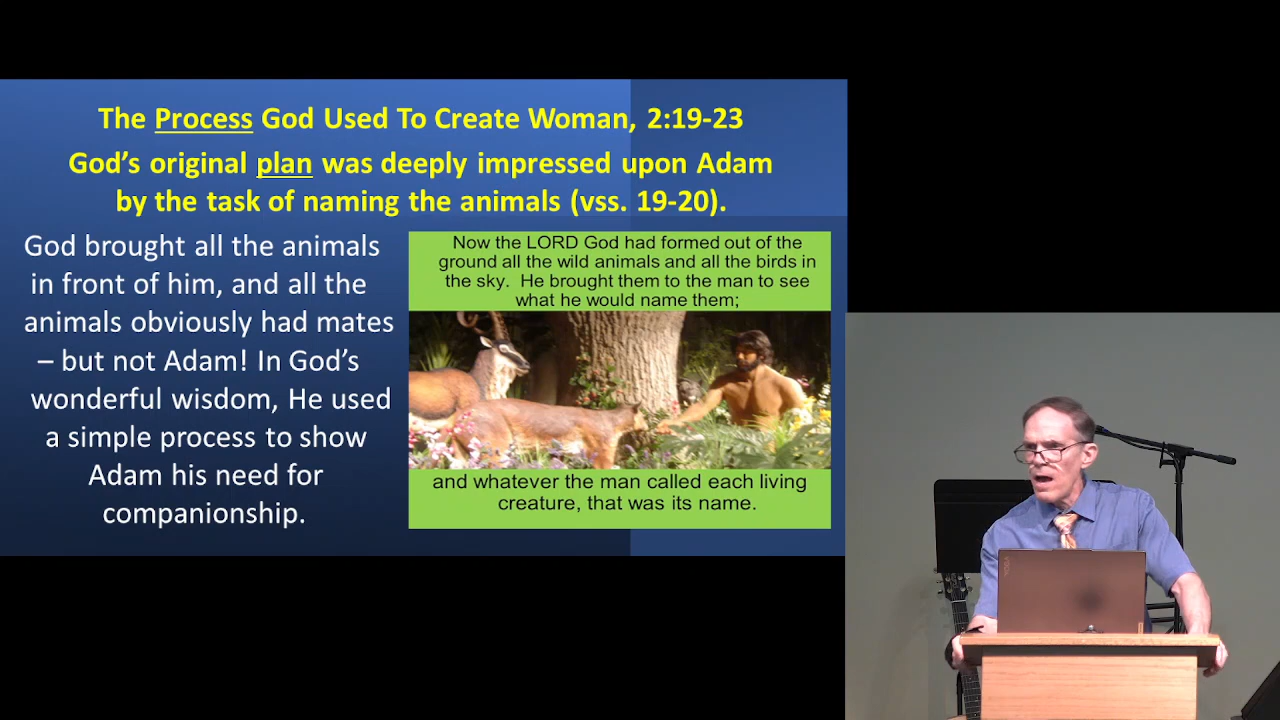 The Process God Used To Create Woman, 2:19-23
God’s original plan was deeply impressed upon Adam
by the task of naming the animals (vss. 19-20).
God brought all the animals
in front of him, and all the
animals obviously had mates
– but not Adam! In God’s
wonderful wisdom, He used
a simple process to show
Adam his need for
companionship.
Now the LORD God had formed out of the
ground all the wild animals and all the birds in
the sky.  He brought them to the man to see
what he would name them;
and whatever the man called each living
creature, that was its name.